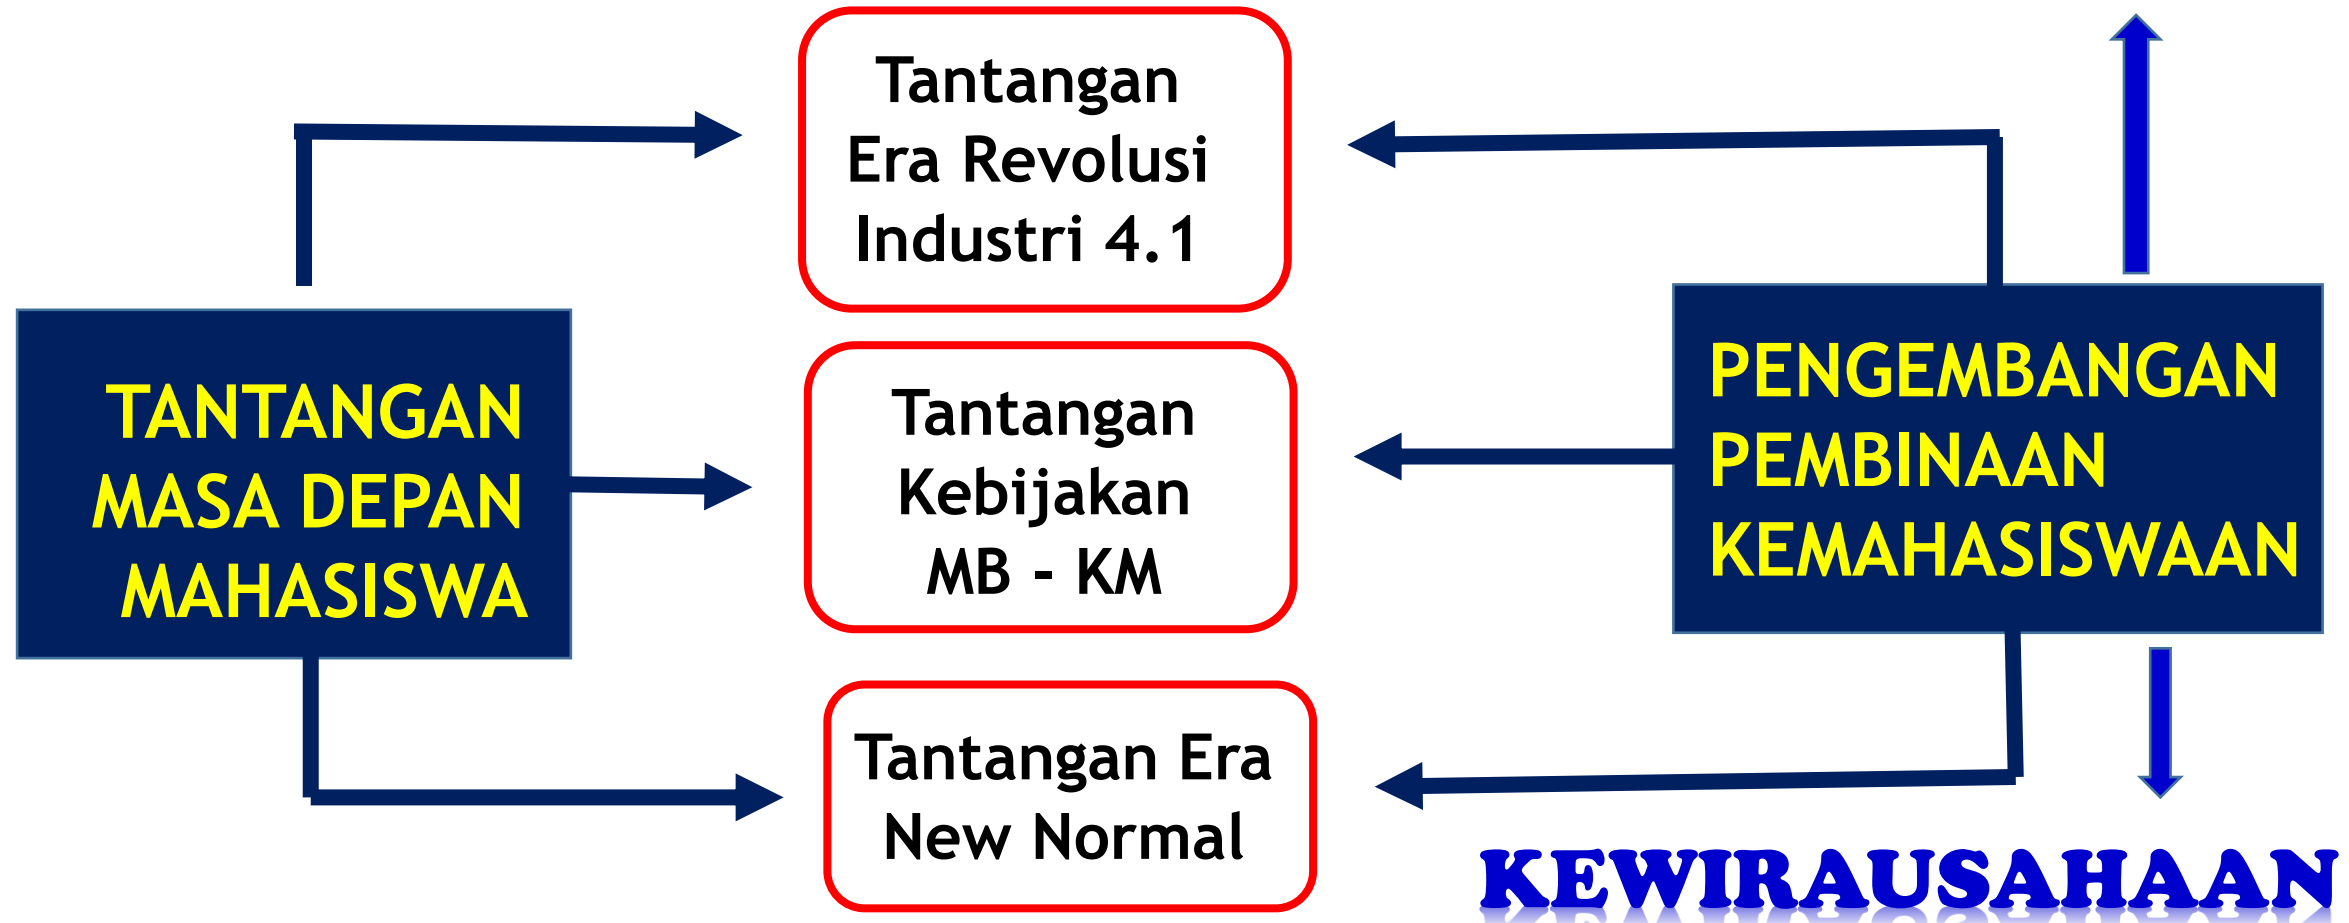 Tantangan
Era Revolusi
Industri 4.1
TANTANGAN
MASA DEPAN
MAHASISWA
Tantangan
Kebijakan
MB - KM
PENGEMBANGAN
PEMBINAAN
KEMAHASISWAAN
Tantangan Era
New Normal
KEWIRAUSAHAAN